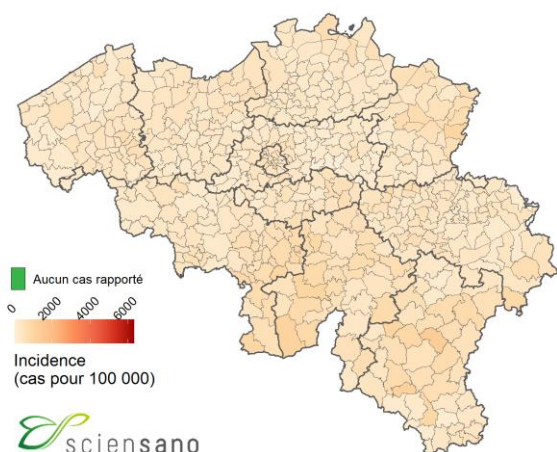 Aucun cas rapporté
0 2000 4000 6000
Incidence
(cas pour 100 000)
sciensano